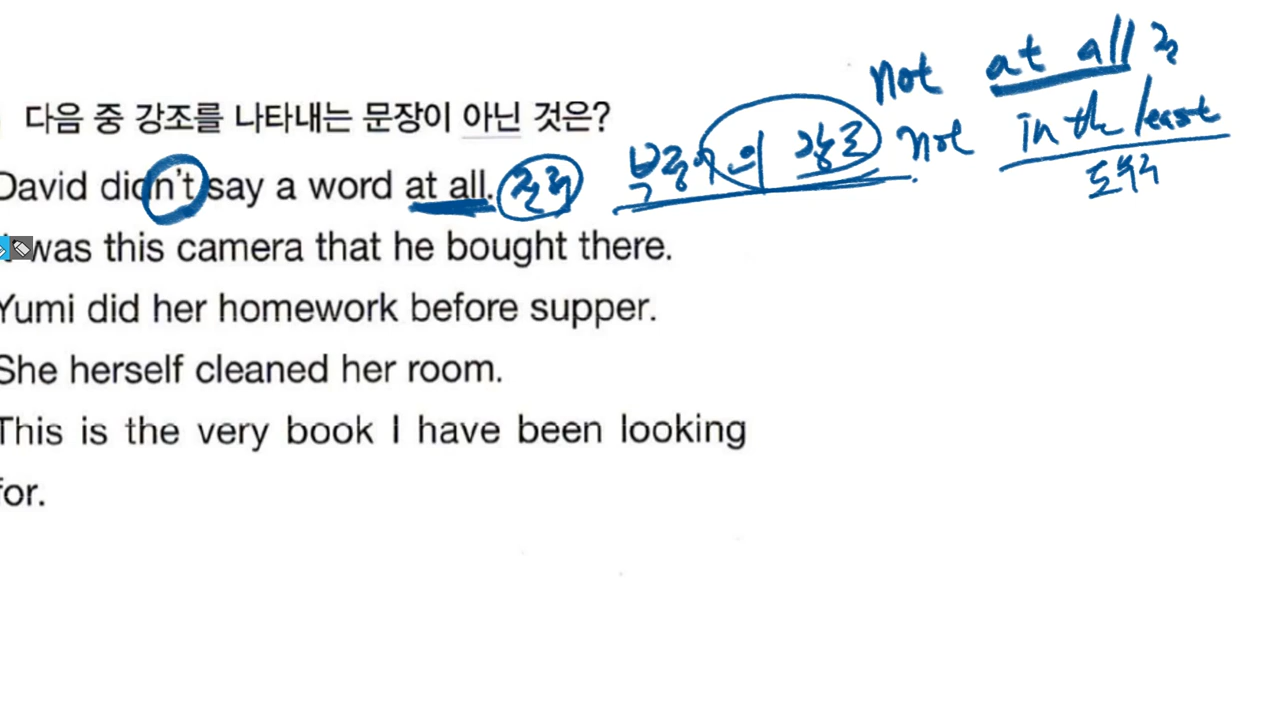 다음 중 강조를 나타내는 문장이 아닌 것은?
David didn't say a word at all. 전혀 부정어의 강조
not at all
not in the least
도무지
was this camera that he bought there.
Yumi did her homework before supper.
She herself cleaned her room.
This is the very book I have been looking
for.